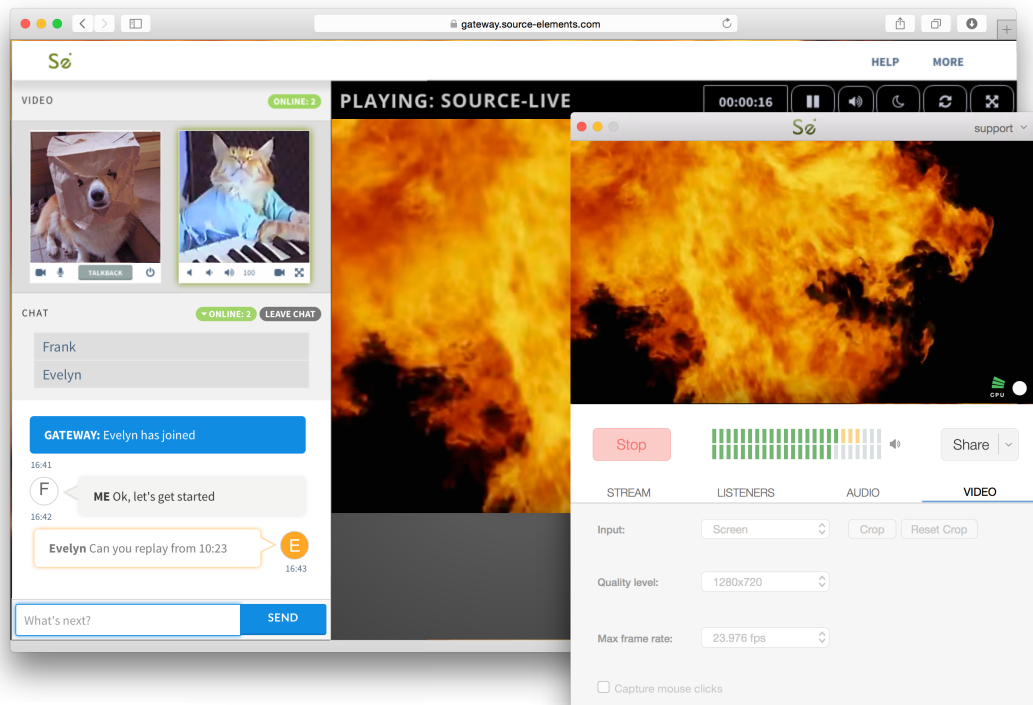 gateway.source-elements.com
Se
HELP
MORE
VIDEO
ONLINE: 2
TALKBACK
100
CHAT
ONLINE: 2
LEAVE CHAT
Frank
Evelyn
GATEWAY: Evelyn has joined
16:41
F
ME Ok, let's get started
16:42
Evelyn Can you replay from 10:23
E
16:43
What's next?
SEND
PLAYING: SOURCE-LIVE
00:00:16
Se
support
GPU
Stop
Share
STREAM
LISTENERS
AUDIO
VIDEO
Input:
Screen
Crop
Reset Crop
Quality level:
1280x720
Max frame rate:
23.976 fps
Capture mouse clicks